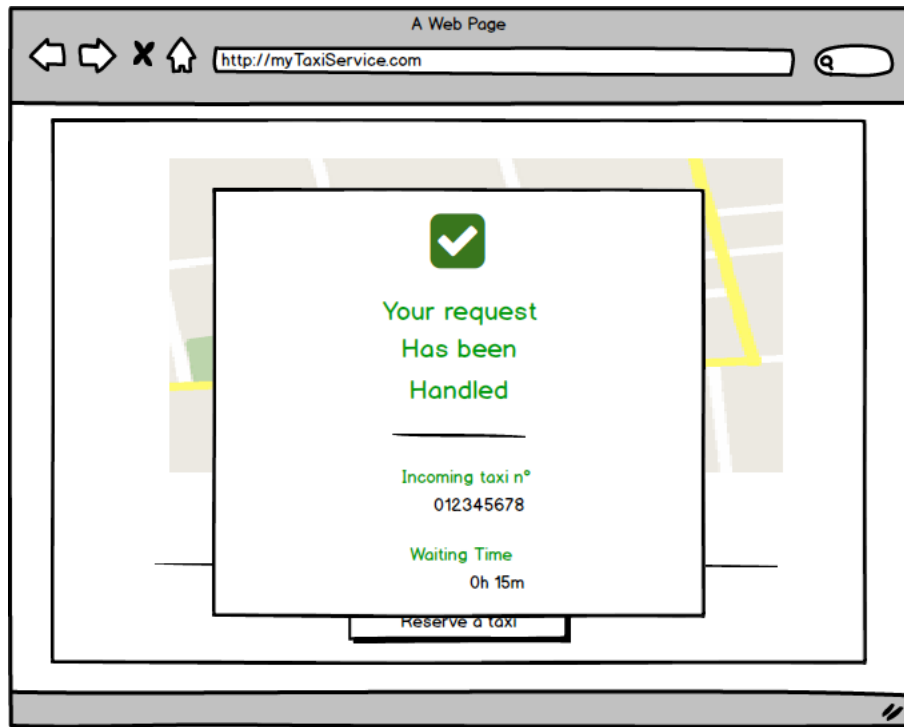 A Web Page
http://myTaxiService.com
Your request
Has been
Handled
Incoming taxi n°
012345678
Waiting Time
0h 15m
Reserve a taxi